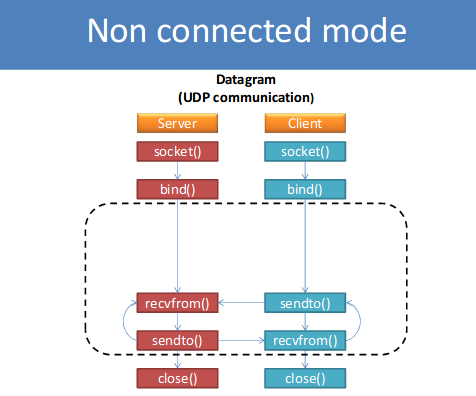 Non connected mode
Datagram
(UDP communication)
Server Client
socket() socket()
bind() bind()
recvfrom() sendto()
sendto() recvfrom()
close() close()